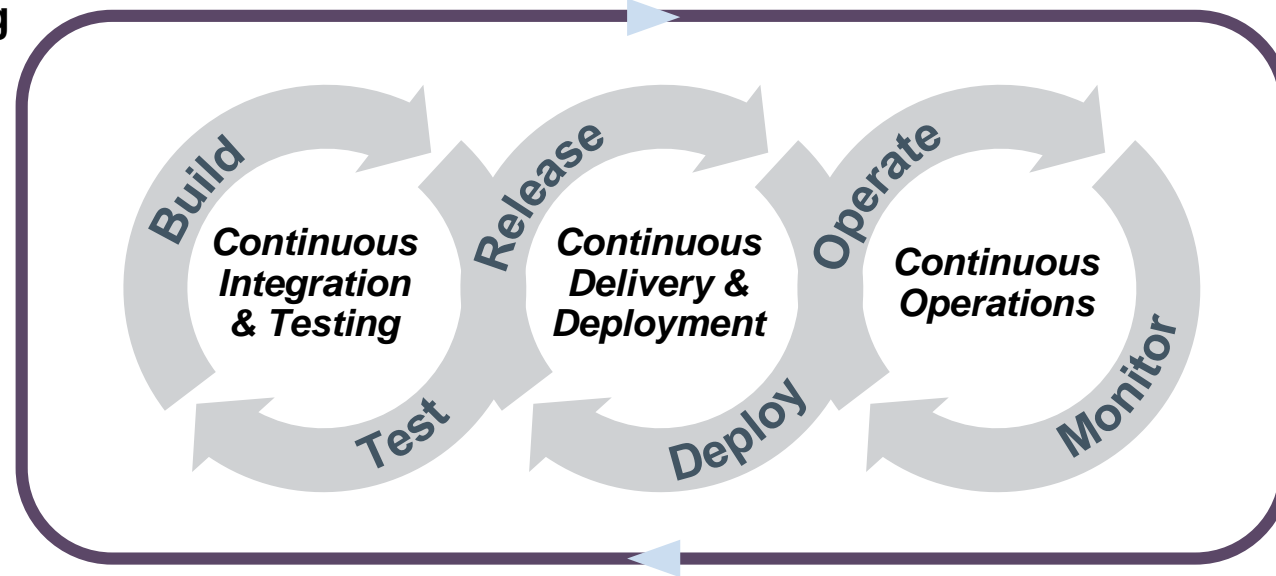 g
Build
Continuous
Integration
& Testing
Test
Release
Continuous
Delivery &
Deployment
Deploy
Operate
Continuous
Operations
Monitor